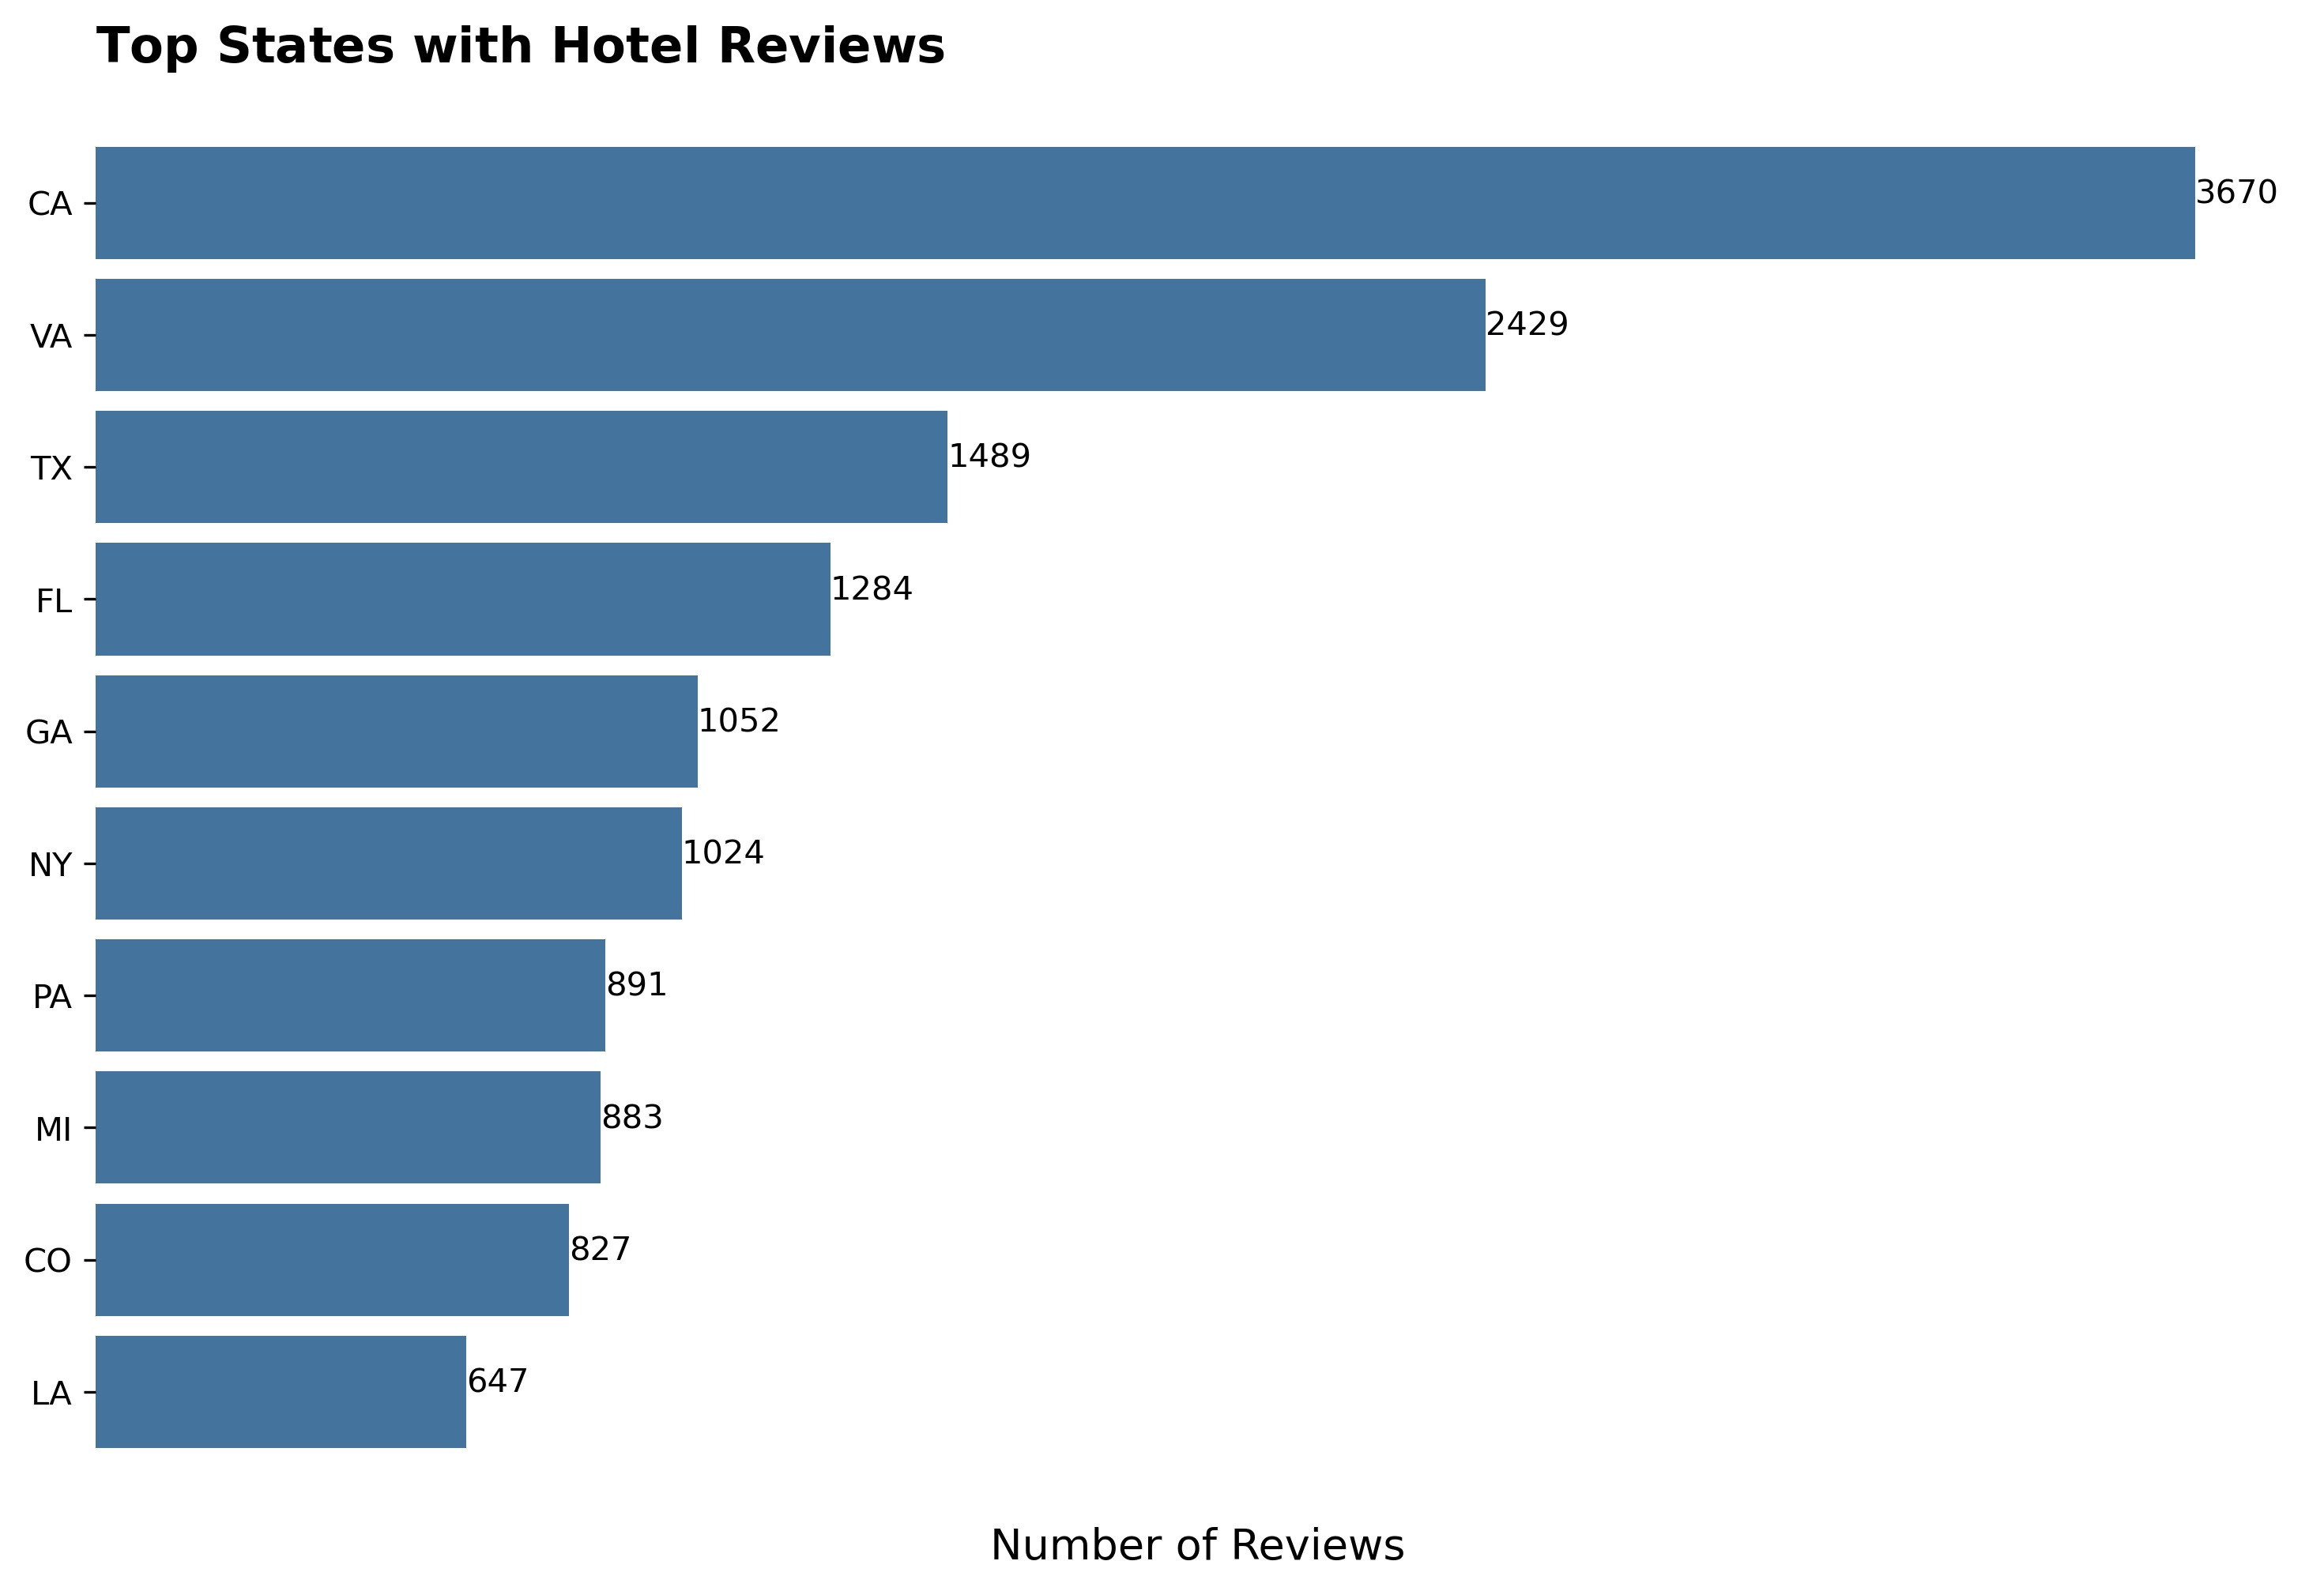 Top States with Hotel Reviews
CA 3670
VA 2429
TX 1489
FL 1284
GA 1052
NY 1024
PA 891
MI 883
CO 827
LA 647
Number of Reviews